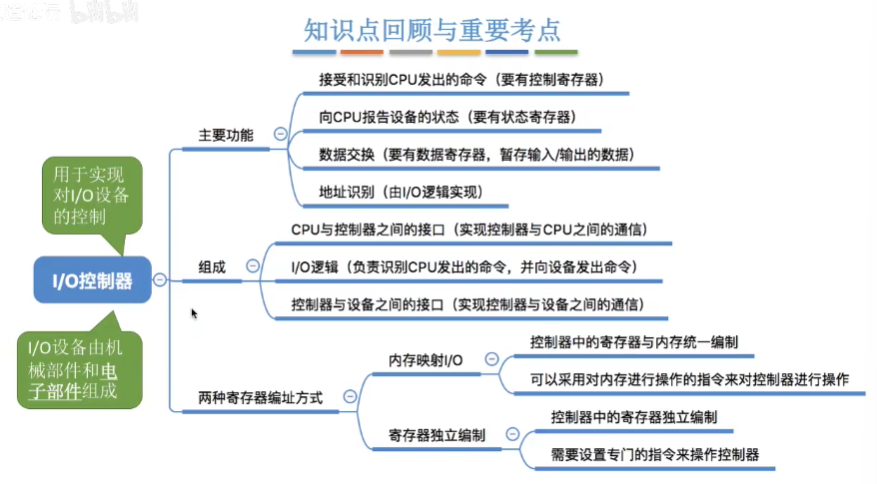 bilibili
知识点回顾与重要考点
用于实现
对I/O设备
的控制
I/O控制器
I/O设备由机
械部件和电
子部件组成
主要功能
接受和识别CPU发出的命令（要有控制寄存器）
向CPU报告设备的状态（要有状态寄存器）
数据交换（要有数据寄存器，暂存输入/输出的数据）
地址识别（由I/O逻辑实现）
组成
CPU与控制器之间的接口（实现控制器与CPU之间的通信）
I/O逻辑（负责识别CPU发出的命令，并向设备发出命令）
控制器与设备之间的接口（实现控制器与设备之间的通信）
两种寄存器编址方式
内存映射I/O
控制器中的寄存器与内存统一编制
可以采用对内存进行操作的指令来对控制器进行操作
寄存器独立编制
控制器中的寄存器独立编制
需要设置专门的指令来操作控制器